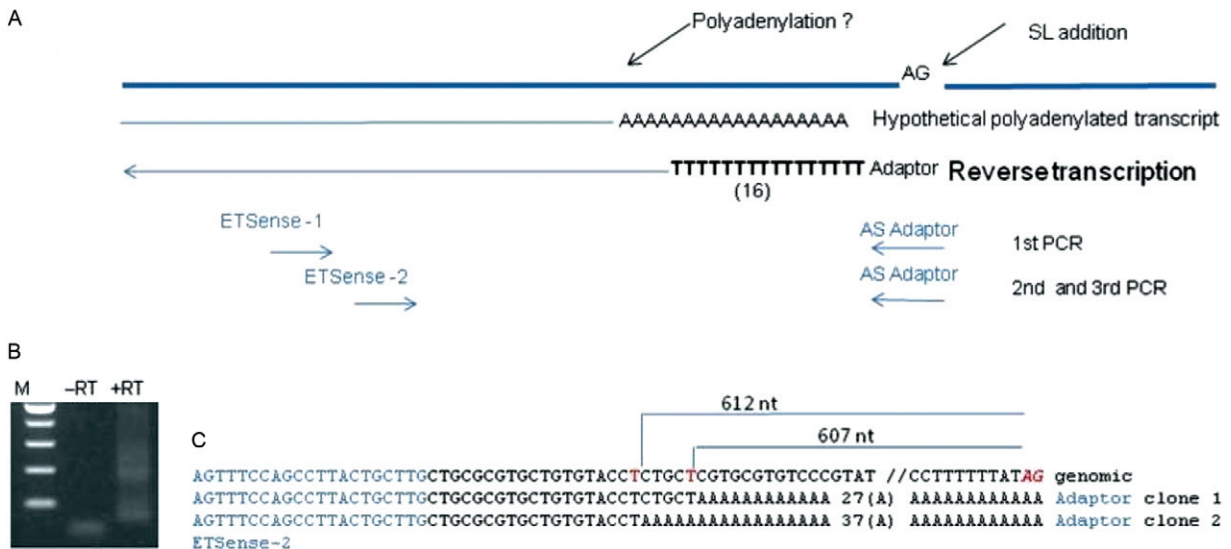 A
Polyadenylation ?
SL addition
AG
AAAAAAAAAAAAAAAAAA Hypothetical polyadenylated transcript
TTTTTTTTTTTTTTTT Adaptor Reversetranscription
(16)
ETSense-1
AS Adaptor
1st PCR
ETSense-2
AS Adaptor
2nd and 3rd PCR
B
M –RT +RT
C
612 nt
607 nt
AGTTTCCAGCCTTACTGCTTGCTGCGCGTGCTGTGTACCTCTGCTCGTGCGTGTCCCGTAT //CCTTTTTTATAG genomic
AGTTTCCAGCCTTACTGCTTGCTGCGCGTGCTGTGTACCTCTGCTAAAAAAAAAAAA 27(A) AAAAAAAAAAAA Adaptor clone 1
AGTTTCCAGCCTTACTGCTTGCTGCGCGTGCTGTGTACCTAAAAAAAAAAAAAAAAA 37(A) AAAAAAAAAAAA Adaptor clone 2
ETSense-2